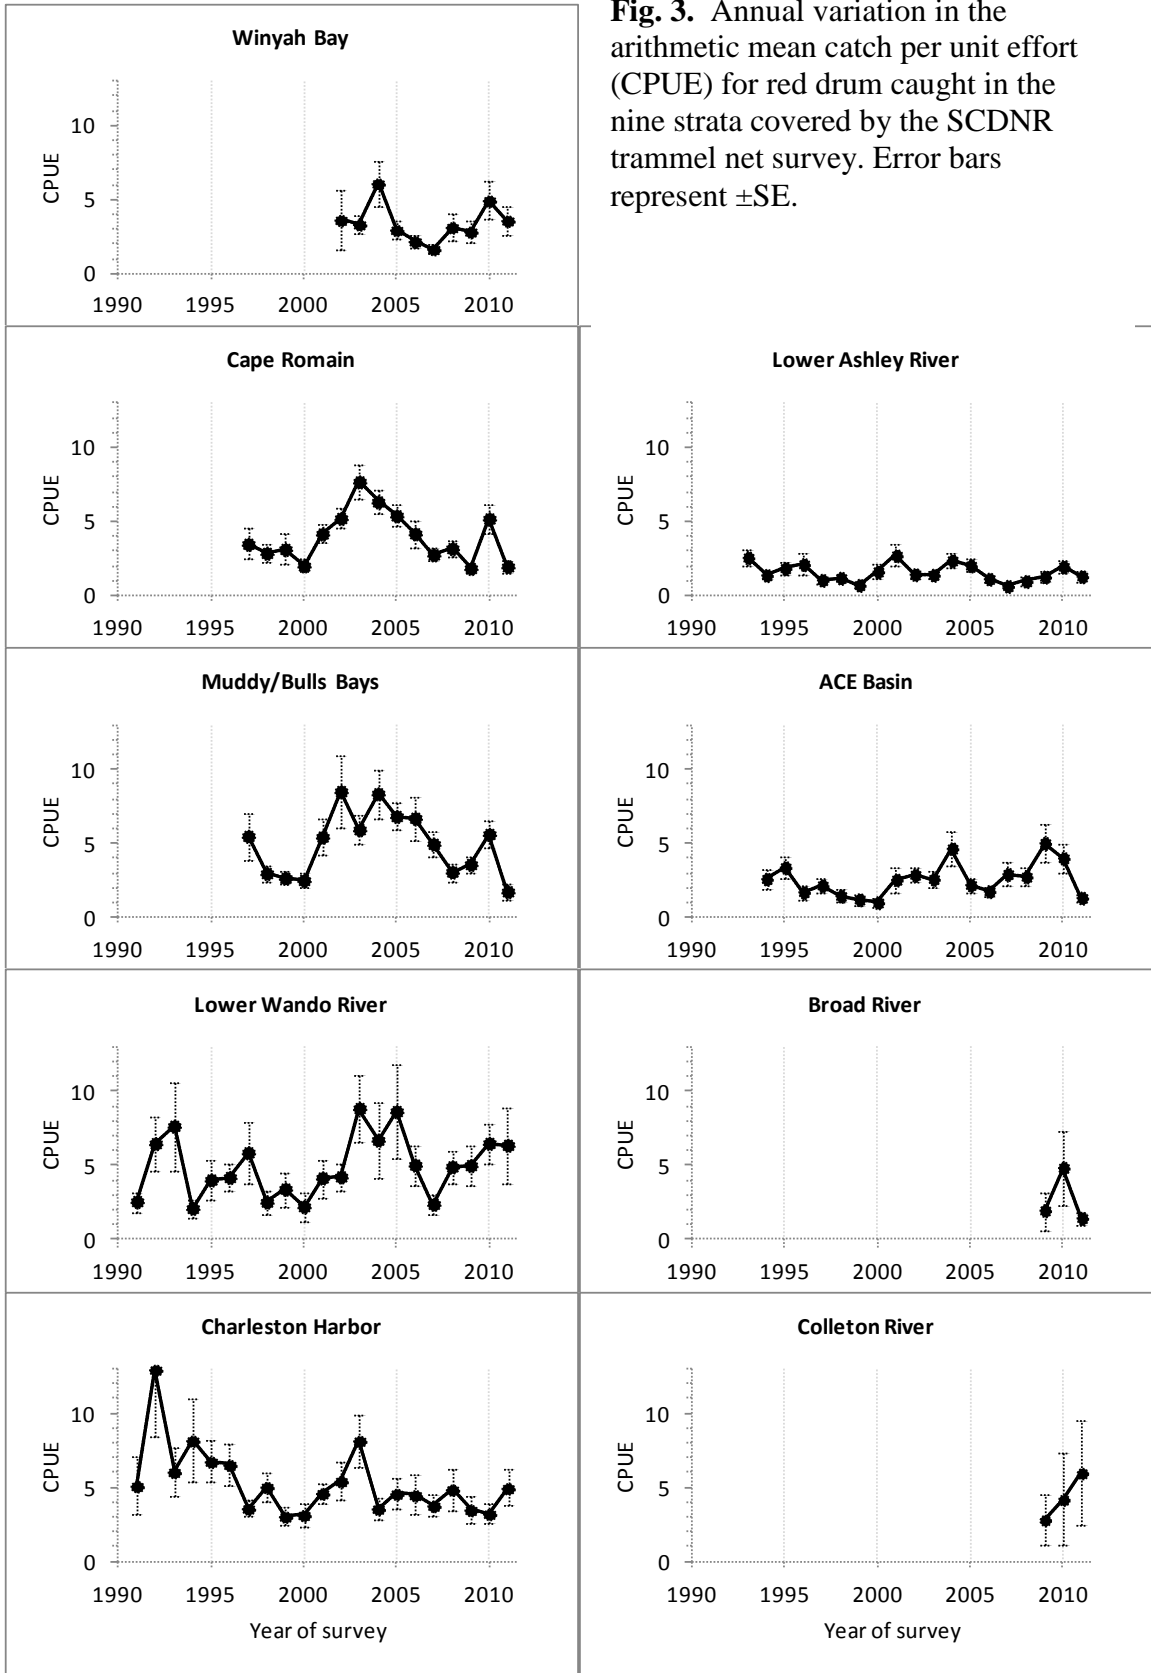 Winyah Bay
CPUE
10
5
0
1990 1995 2000 2005 2010
Fig. 3. Annual variation in the
arithmetic mean catch per unit effort
(CPUE) for red drum caught in the
nine strata covered by the SCDNR
trammel net survey. Error bars
represent ±SE.
Cape Romain
CPUE
10
5
0
1990 1995 2000 2005 2010
Lower Ashley River
CPUE
10
5
0
1990 1995 2000 2005 2010
Muddy/Bulls Bays
CPUE
10
5
0
1990 1995 2000 2005 2010
ACE Basin
CPUE
10
5
0
1990 1995 2000 2005 2010
Lower Wando River
CPUE
10
5
0
1990 1995 2000 2005 2010
Broad River
CPUE
10
5
0
1990 1995 2000 2005 2010
Charleston Harbor
CPUE
10
5
0
1990 1995 2000 2005 2010
Year of survey
Colleton River
CPUE
10
5
0
1990 1995 2000 2005 2010
Year of survey